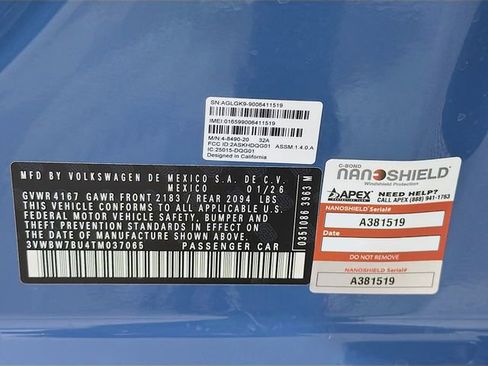 SN:AGLGK9-9006411519
IMEI:016599006411519
M/N:4-8490-20 32A
FCC ID:2ASKHDQG01 ASSM:1.4.0.A
IC:25015-DQG01
Designed in California
MFD BY VOLKSWAGEN DE MEXICO S.A DE C.V.
IN MEXICO 01/26
GVWR 4167 GAWR FRONT 2183 / REAR 2094 LBS
THIS VEHICLE CONFORMS TO ALL APPLICABLE U.S.
FEDERAL MOTOR VEHICLE SAFETY, BUMPER AND
THEFT PREVENTION STANDARDS IN EFFECT ON THE
DATE OF MANUFACTURE SHOWN ABOVE.
3VWBW7BU4TM037065 PASSENGER CAR
0351086 3963 M
C-BOND
NANOSHIELD
Windshield Protection
APEX
NEED HELP?
CALL APEX (888) 941-1783
NANOSHIELD Serial#
A381519
Date
DO NOT REMOVE
NANOSHIELD Serial#
A381519